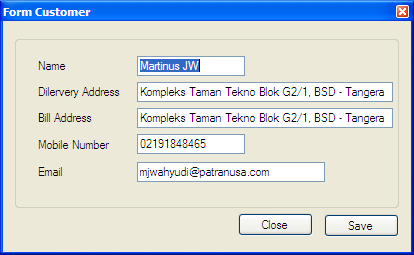 Form Customer
Name Martinus JW
Dilervery Address Kompleks Taman Tekno Blok G2/1, BSD - Tangera
Bill Address Kompleks Taman Tekno Blok G2/1, BSD - Tangera
Mobile Number 02191848465
Email mjwahyudi@patranusa.com
Close Save